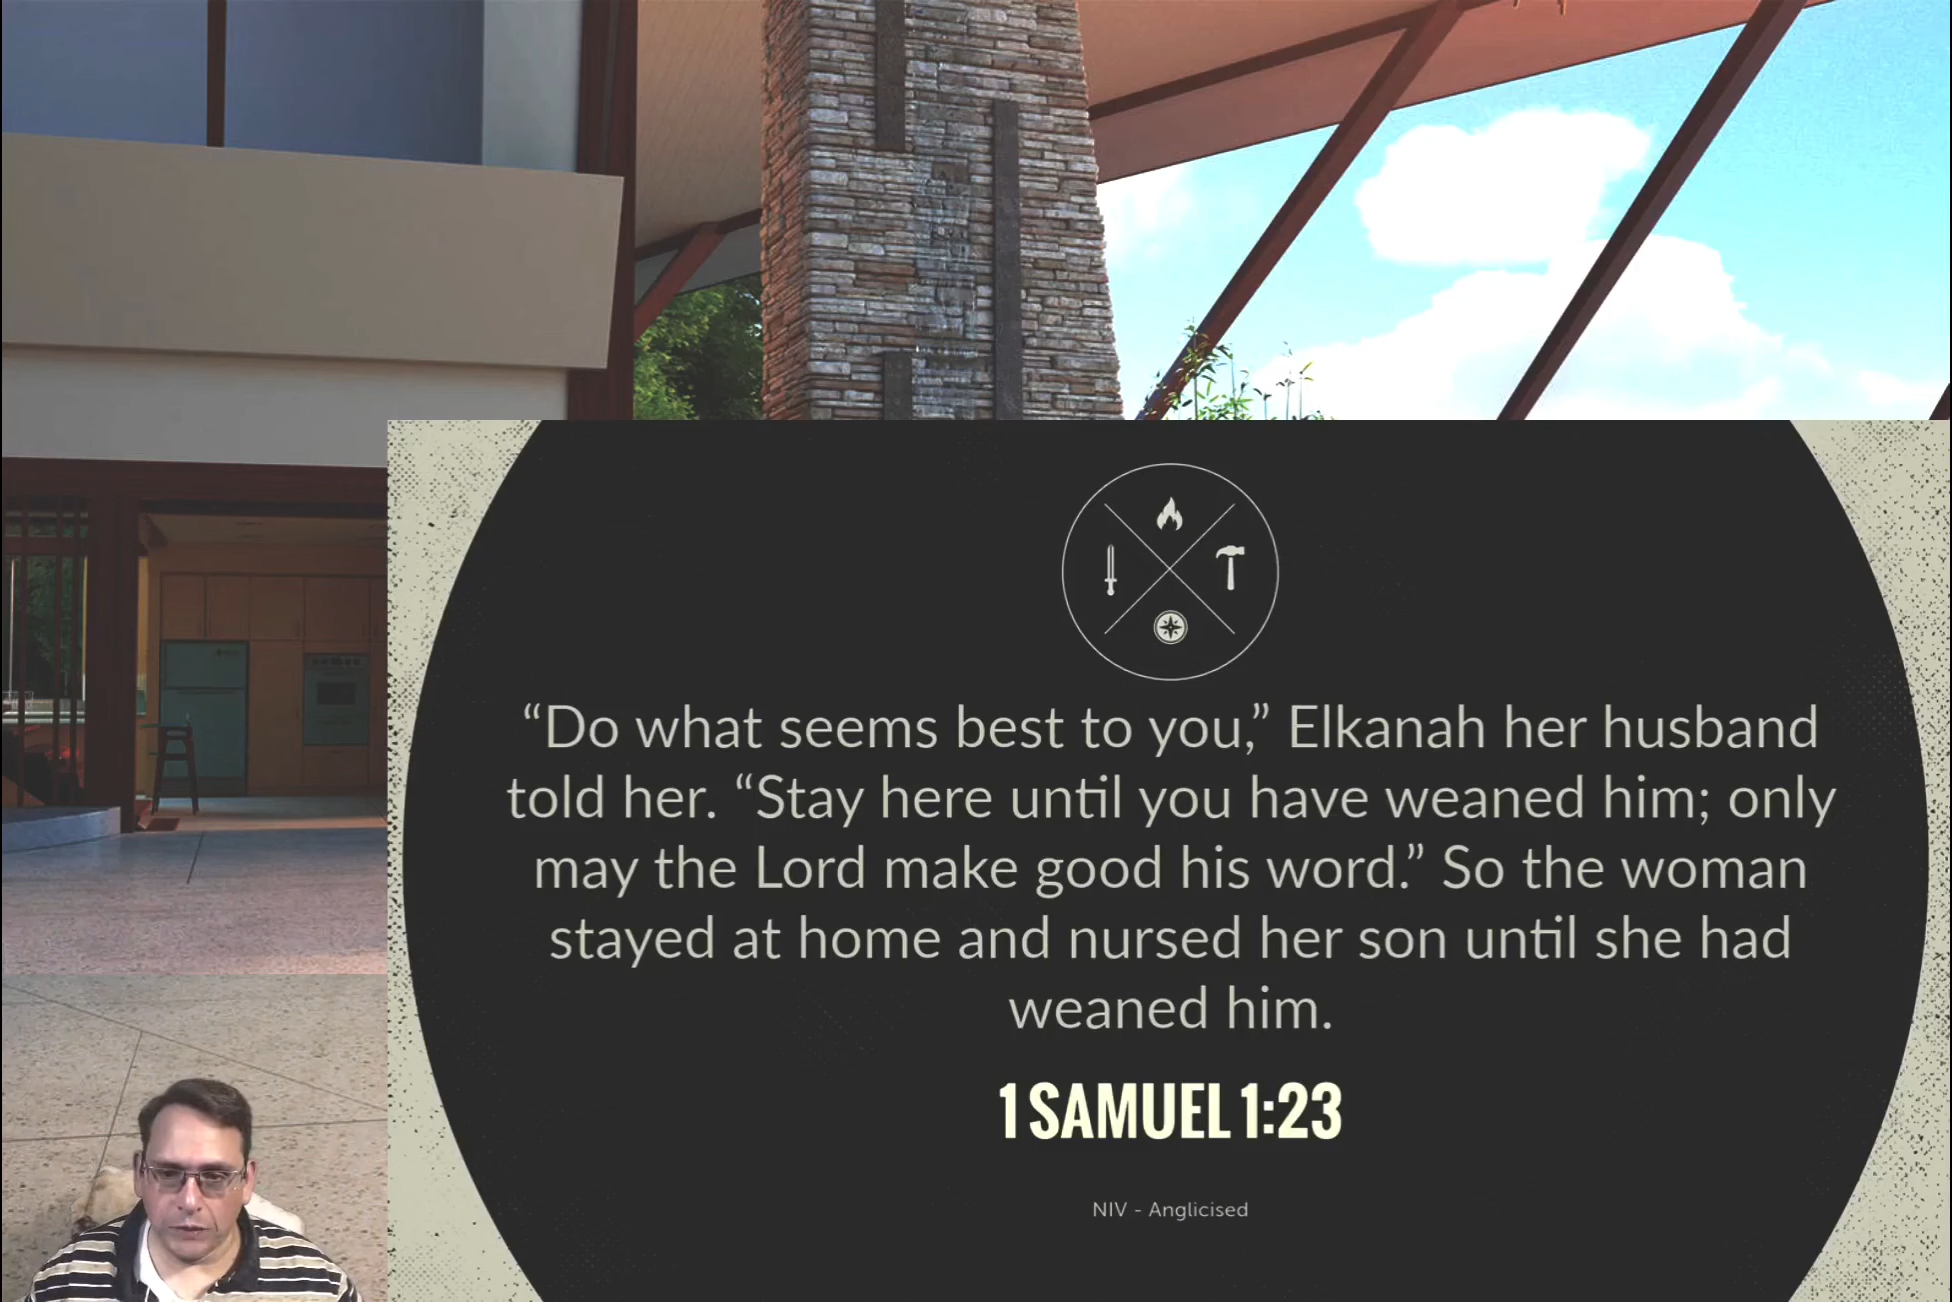 “Do what seems best to you,” Elkanah her husband
told her. “Stay here until you have weaned him; only
may the Lord make good his word.” So the woman
stayed at home and nursed her son until she had
weaned him.
1 SAMUEL 1:23
NIV - Anglicised